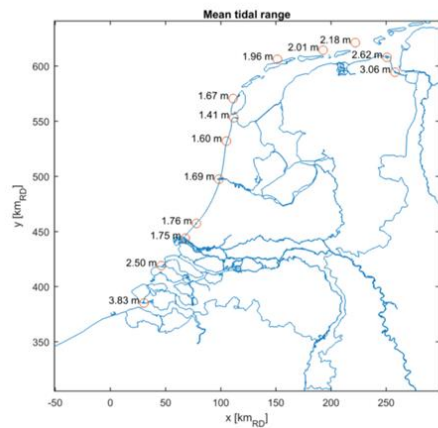 Mean tidal range
2.18 m
2.01 m
1.96 m
2.62 m
3.06 m
1.67 m
1.41 m
1.60 m
1.69 m
1.76 m
1.75 m
2.50 m
3.83 m
600
550
500
450
400
350
y [km_RD]
-50 0 50 100 150 200 250
x [km_RD]